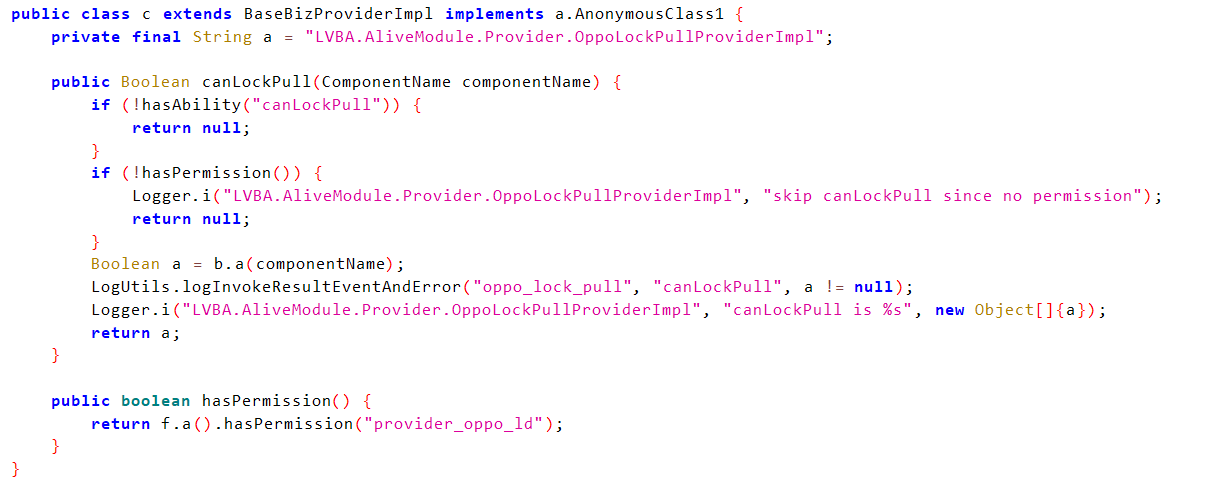 public class c extends BaseBizProviderImpl implements a.AnonymousClass1 {
    private final String a = "LVBA.AliveModule.Provider.OppoLockPullProviderImpl";

    public Boolean canLockPull(ComponentName componentName) {
        if (!hasAbility("canLockPull")) {
            return null;
        }
        if (!hasPermission()) {
            Logger.i("LVBA.AliveModule.Provider.OppoLockPullProviderImpl", "skip canLockPull since no permission");
            return null;
        }
        Boolean a = b.a(componentName);
        LogUtils.logInvokeResultEventAndError("oppo_lock_pull", "canLockPull", a != null);
        Logger.i("LVBA.AliveModule.Provider.OppoLockPullProviderImpl", "canLockPull is %s", new Object[]{a});
        return a;
    }

    public boolean hasPermission() {
        return f.a().hasPermission("provider_oppo_ld");
    }
}